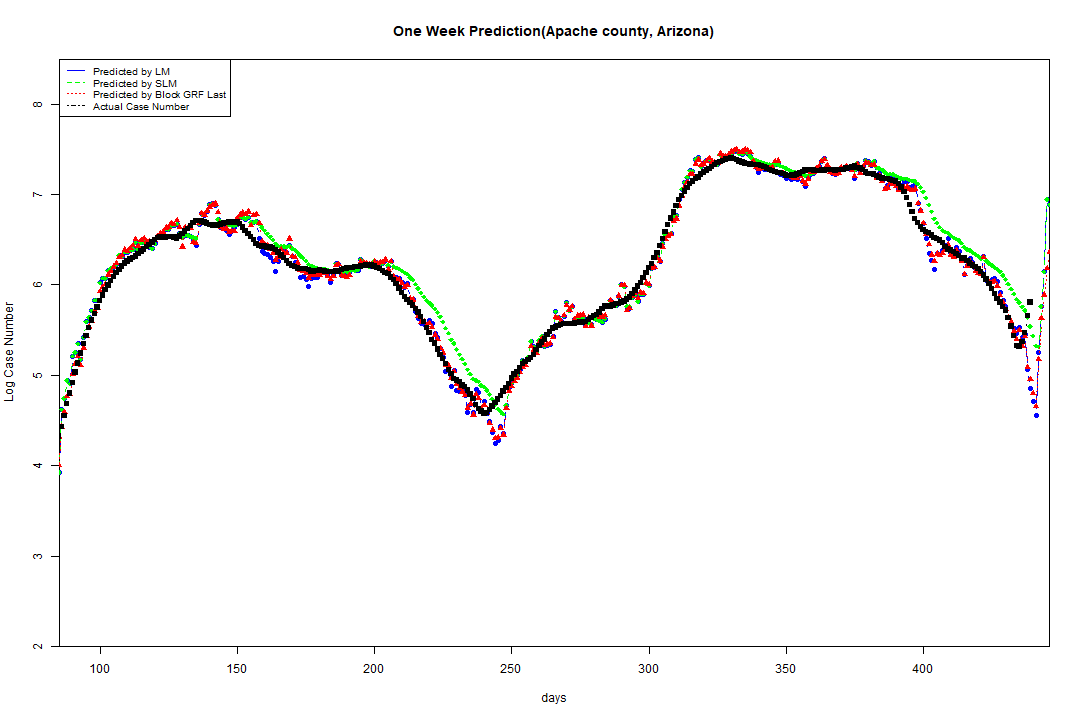 One Week Prediction(Apache county, Arizona)
Predicted by LM
Predicted by SLM
Predicted by Block GRF Last
Actual Case Number
8
7
6
5
4
3
2
Log Case Number
100 150 200 250 300 350 400
days